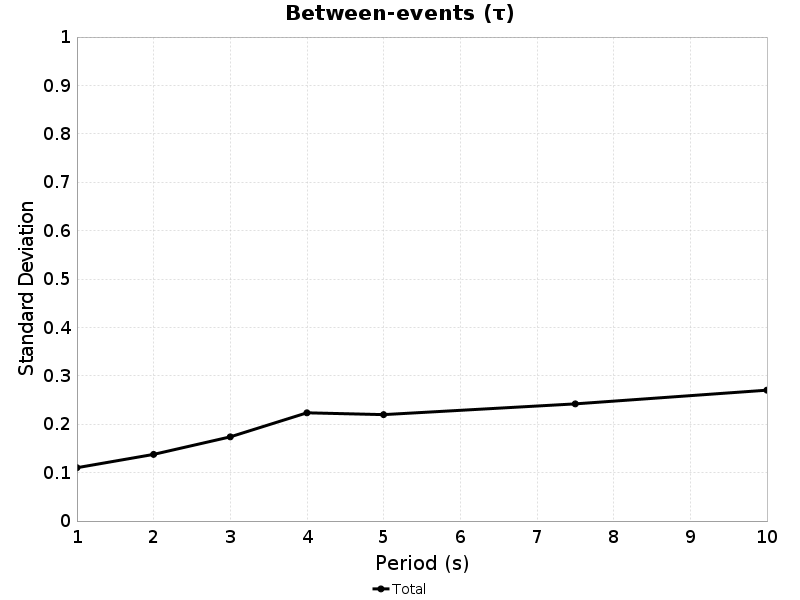 Between-events (τ)
1
0.9
0.8
0.7
0.6
0.5
0.4
0.3
0.2
0.1
0
Standard Deviation
1 2 3 4 5 6 7 8 9 10
Period (s)
Total